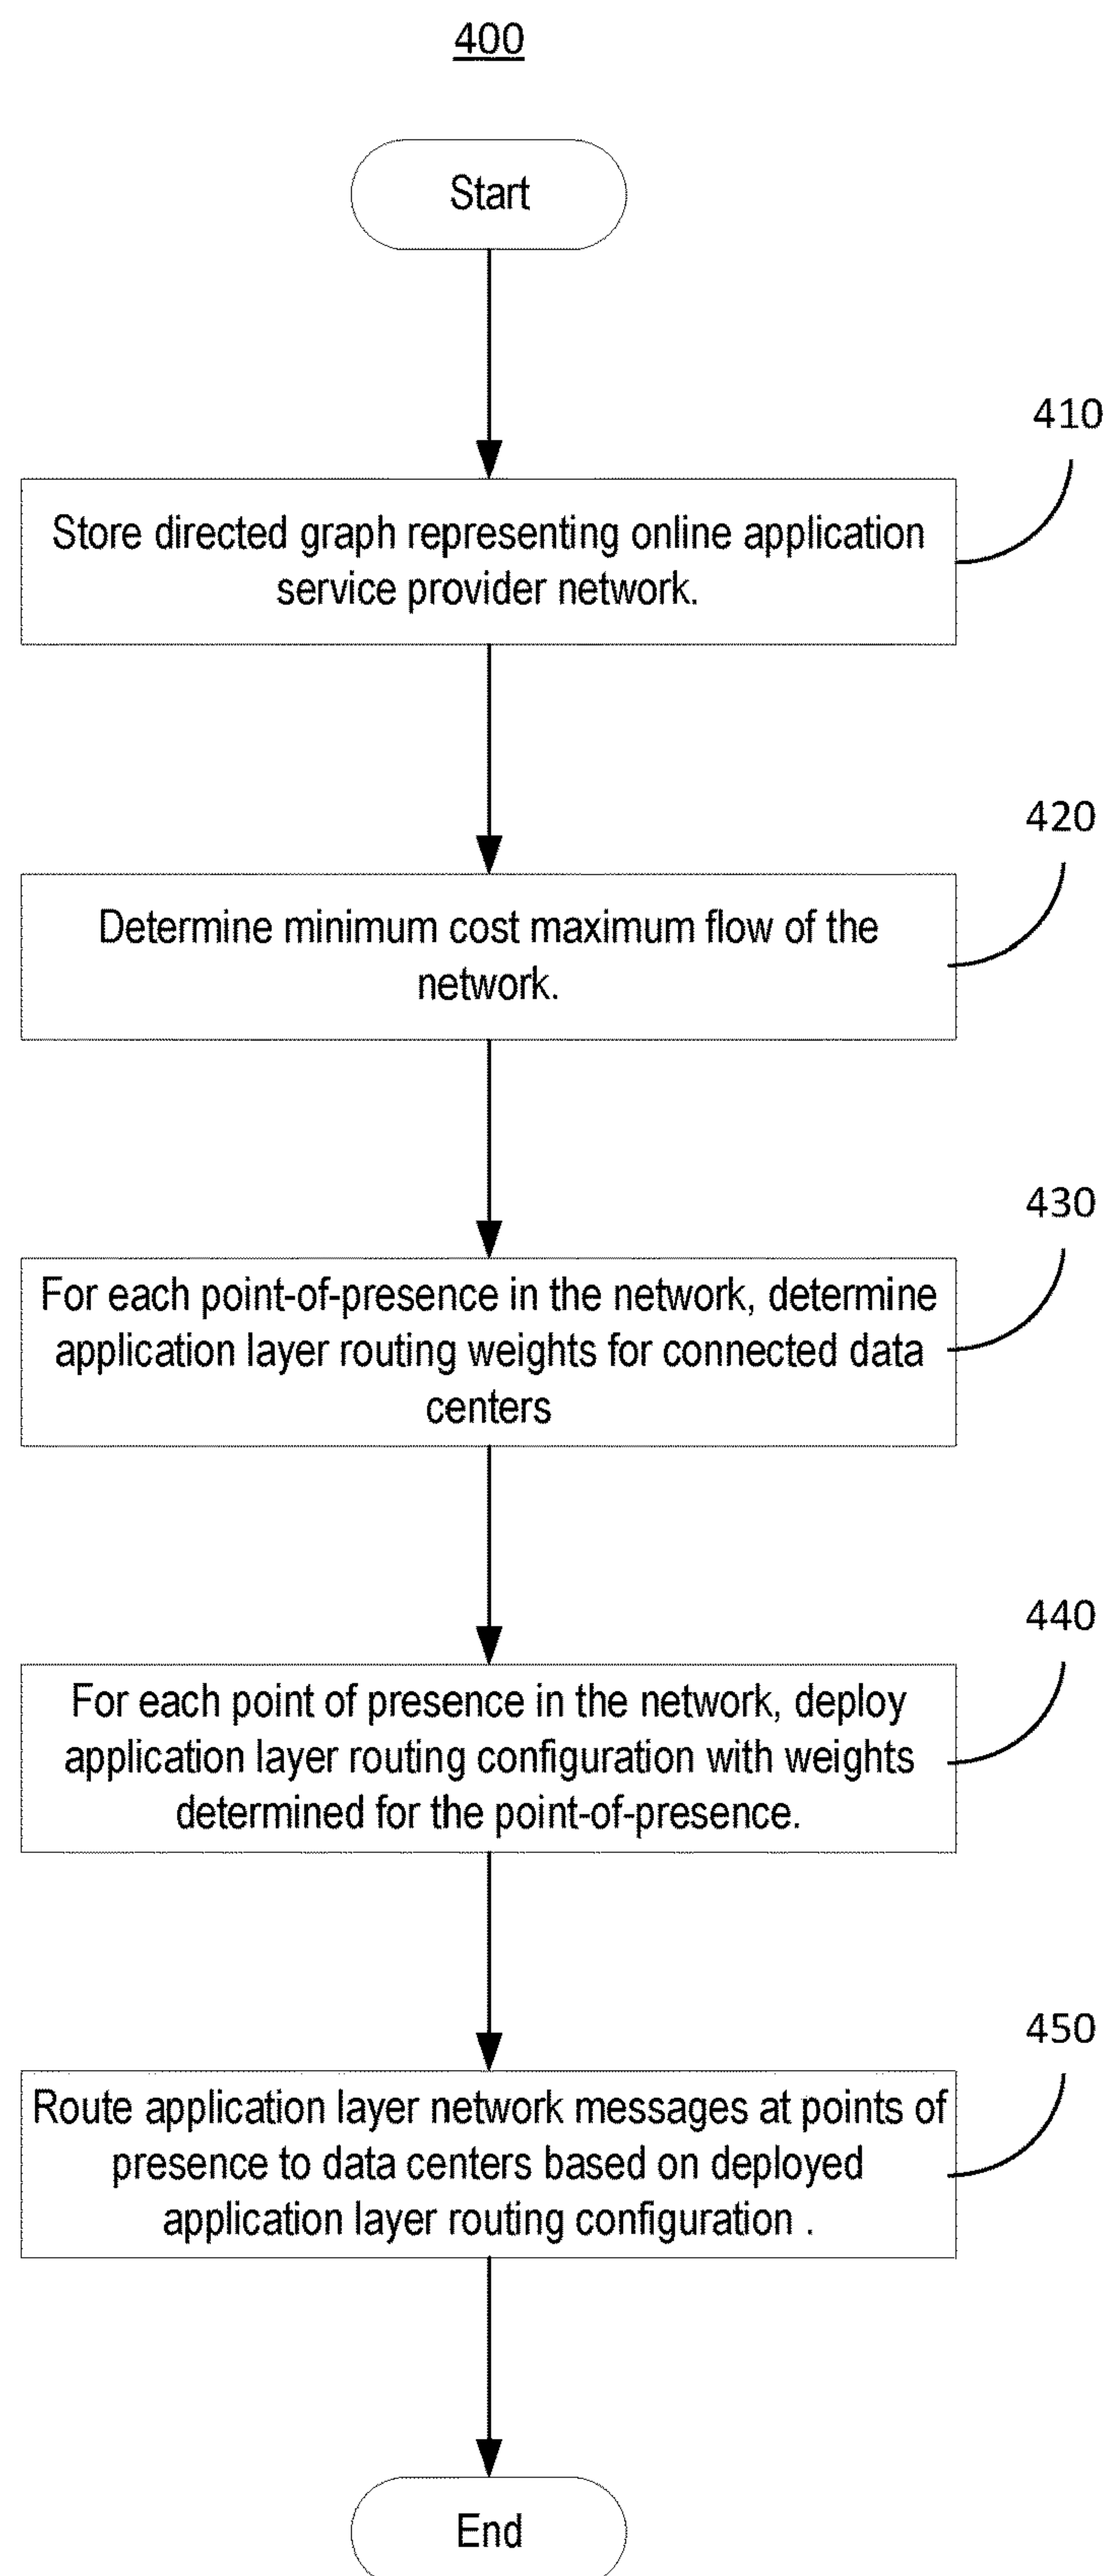 400
Start
410
Store directed graph representing online application
service provider network.
420
Determine minimum cost maximum flow of the
network.
430
For each point-of-presence in the network, determine
application layer routing weights for connected data
centers
440
For each point of presence in the network, deploy
application layer routing configuration with weights
determined for the point-of-presence.
450
Route application layer network messages at points of
presence to data centers based on deployed
application layer routing configuration .
End